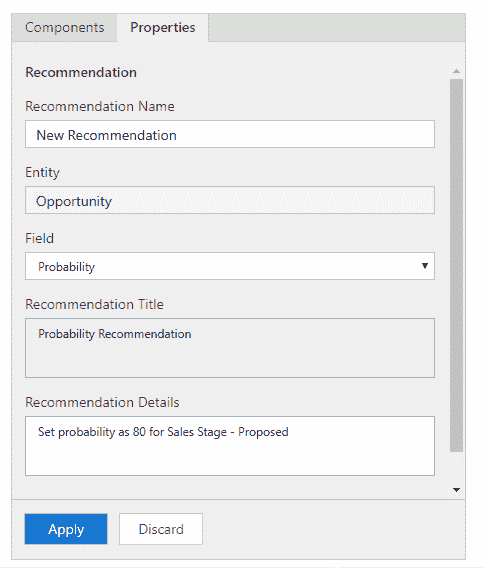 Components Properties
Recommendation
Recommendation Name
New Recommendation
Entity
Opportunity
Field
Probability
Recommendation Title
Probability Recommendation
Recommendation Details
Set probability as 80 for Sales Stage - Proposed
Apply Discard